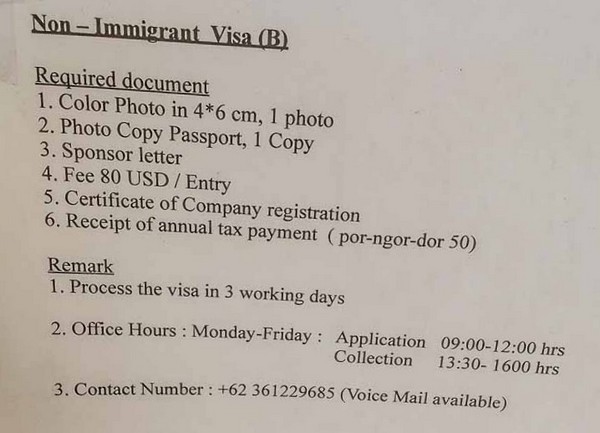 Non – Immigrant Visa (B)
Required document
1. Color Photo in 4*6 cm, 1 photo
2. Photo Copy Passport, 1 Copy
3. Sponsor letter
4. Fee 80 USD / Entry
5. Certificate of Company registration
6. Receipt of annual tax payment ( por-ngor-dor 50)
Remark
1. Process the visa in 3 working days
2. Office Hours : Monday-Friday : Application 09:00-12:00 hrs
Collection 13:30- 1600 hrs
3. Contact Number : +62 361229685 (Voice Mail available)